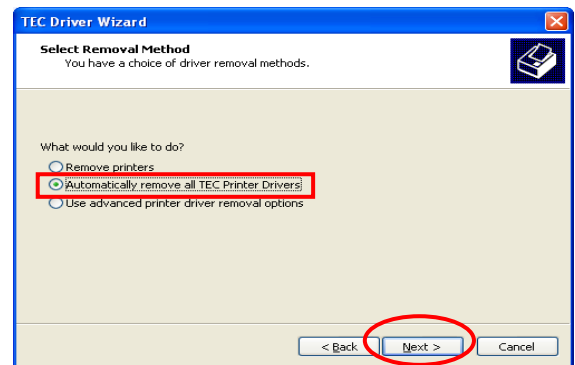 TEC Driver Wizard
Select Removal Method
You have a choice of driver removal methods.
What would you like to do?
Remove printers
Automatically remove all TEC Printer Drivers
Use advanced printer driver removal options
< Back Next > Cancel